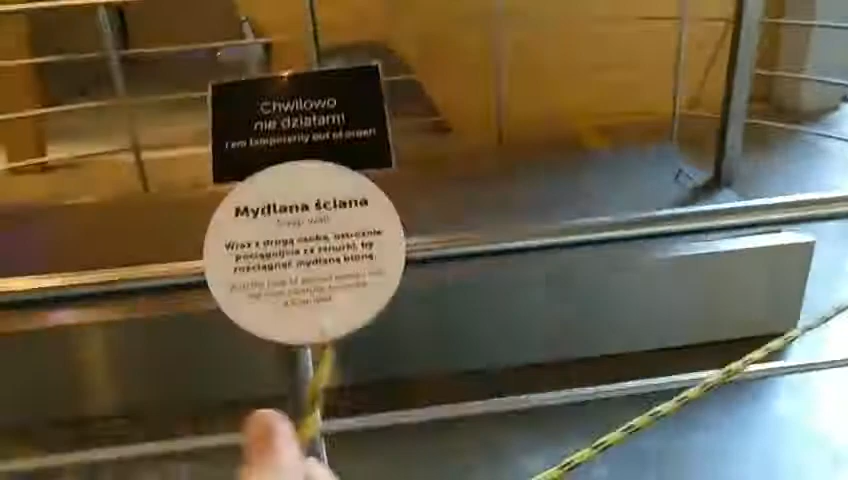 Chwilowo
nie działam!
I am temporarily out of order!
Mydlana ściana
Soap wall
Wraz z drugą osobą, ostrożnie
pociągnijcie za sznurki, by
rozciągnąć mydlaną błonę.